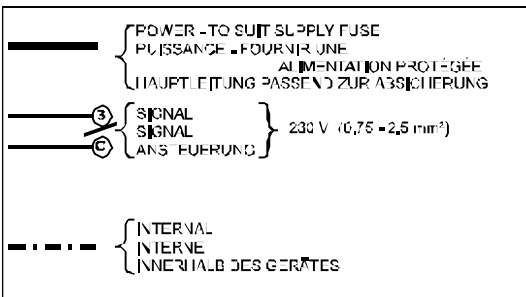 POWER - TO SUIT SUPPLY FUSE
PUISSANCE - FOURNIR UNE
ALIMENTATION PROTÉGÉE
HAUPTLEITUNG PASSEND ZUR ABSICHERUNG
3
SIGNAL
SIGNAL
230 V (0,75 - 2,5 mm²)
C
ANSTEUERUNG
INTERNAL
INTERNE
INNERHALB DES GERÄTES